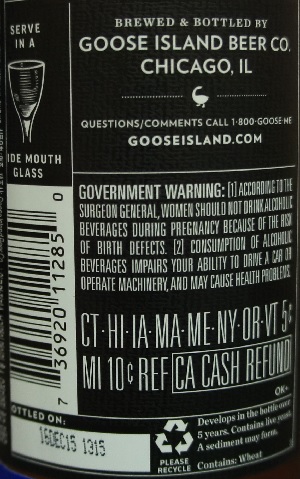 SERVE
IN A
WIDE MOUTH
GLASS
BREWED & BOTTLED BY
GOOSE ISLAND BEER CO.
CHICAGO, IL
QUESTIONS/COMMENTS CALL 1-800-GOOSE-ME
GOOSEISLAND.COM
GOVERNMENT WARNING: (1) ACCORDING TO THE
SURGEON GENERAL, WOMEN SHOULD NOT DRINK ALCOHOLIC
BEVERAGES DURING PREGNANCY BECAUSE OF THE RISK
OF BIRTH DEFECTS. (2) CONSUMPTION OF ALCOHOLIC
BEVERAGES IMPAIRS YOUR ABILITY TO DRIVE A CAR OR
OPERATE MACHINERY, AND MAY CAUSE HEALTH PROBLEMS.
CT·HI·IA·MA·ME·NY·OR·VT 5¢
MI 10¢ REF CA CASH REFUND
OK+
7 36920 11285 0
BOTTLED ON:
16DEC15 1315
PLEASE
RECYCLE
Develops in the bottle over
5 years. Contains live yeast.
A sediment may form.
Contains: Wheat